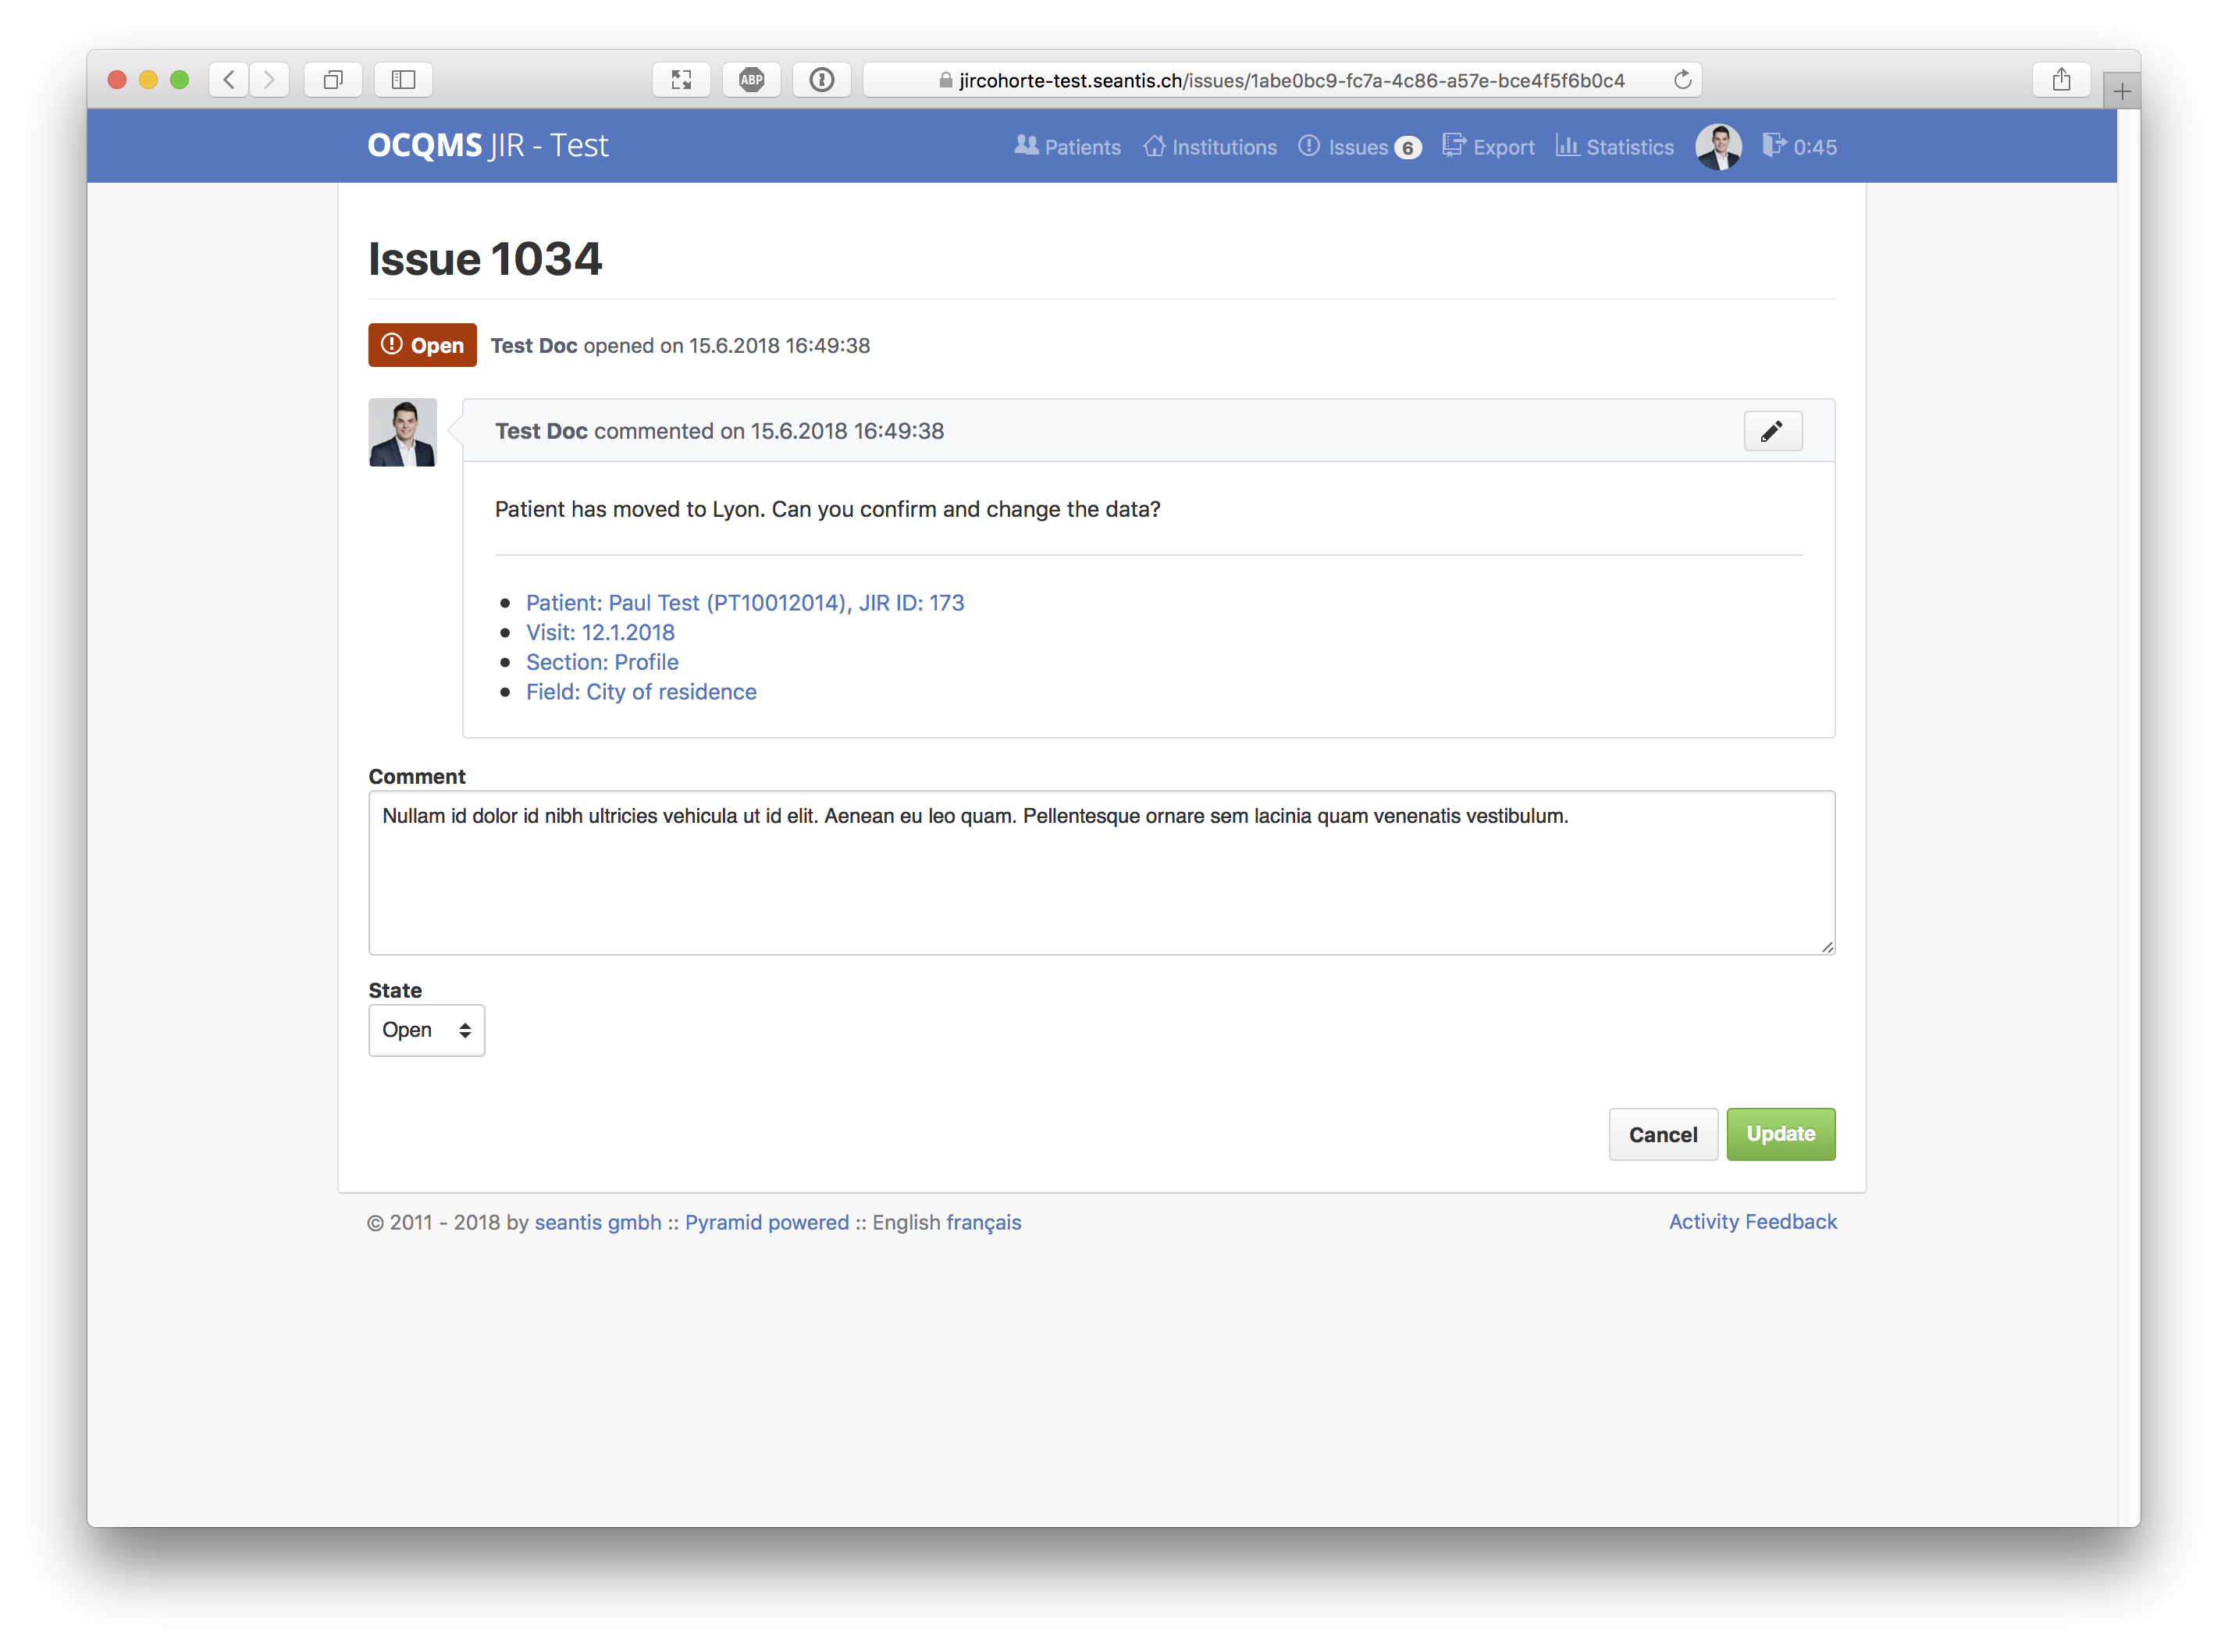 ABP
jircohorte-test.seantis.ch/issues/1abe0bc9-fc7a-4c86-a57e-bce4f5f6b0c4
OCQMS JIR - Test
Patients Institutions Issues 6 Export Statistics 0:45
Issue 1034
Open Test Doc opened on 15.6.2018 16:49:38
Test Doc commented on 15.6.2018 16:49:38
Patient has moved to Lyon. Can you confirm and change the data?
Patient: Paul Test (PT10012014), JIR ID: 173
Visit: 12.1.2018
Section: Profile
Field: City of residence
Comment
Nullam id dolor id nibh ultricies vehicula ut id elit. Aenean eu leo quam. Pellentesque ornare sem lacinia quam venenatis vestibulum.
State
Open
Cancel Update
© 2011 - 2018 by seantis gmbh :: Pyramid powered :: English français
Activity Feedback